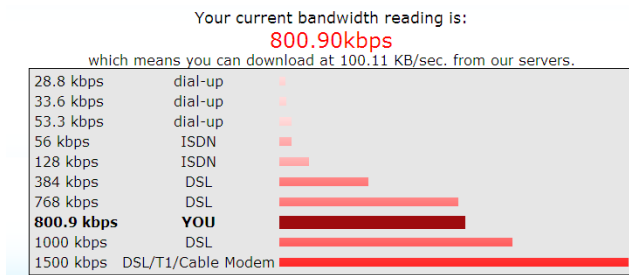 Your current bandwidth reading is:
800.90kbps
which means you can download at 100.11 KB/sec. from our servers.
28.8 kbps dial-up
33.6 kbps dial-up
53.3 kbps dial-up
56 kbps ISDN
128 kbps ISDN
384 kbps DSL
768 kbps DSL
800.9 kbps YOU
1000 kbps DSL
1500 kbps DSL/T1/Cable Modem